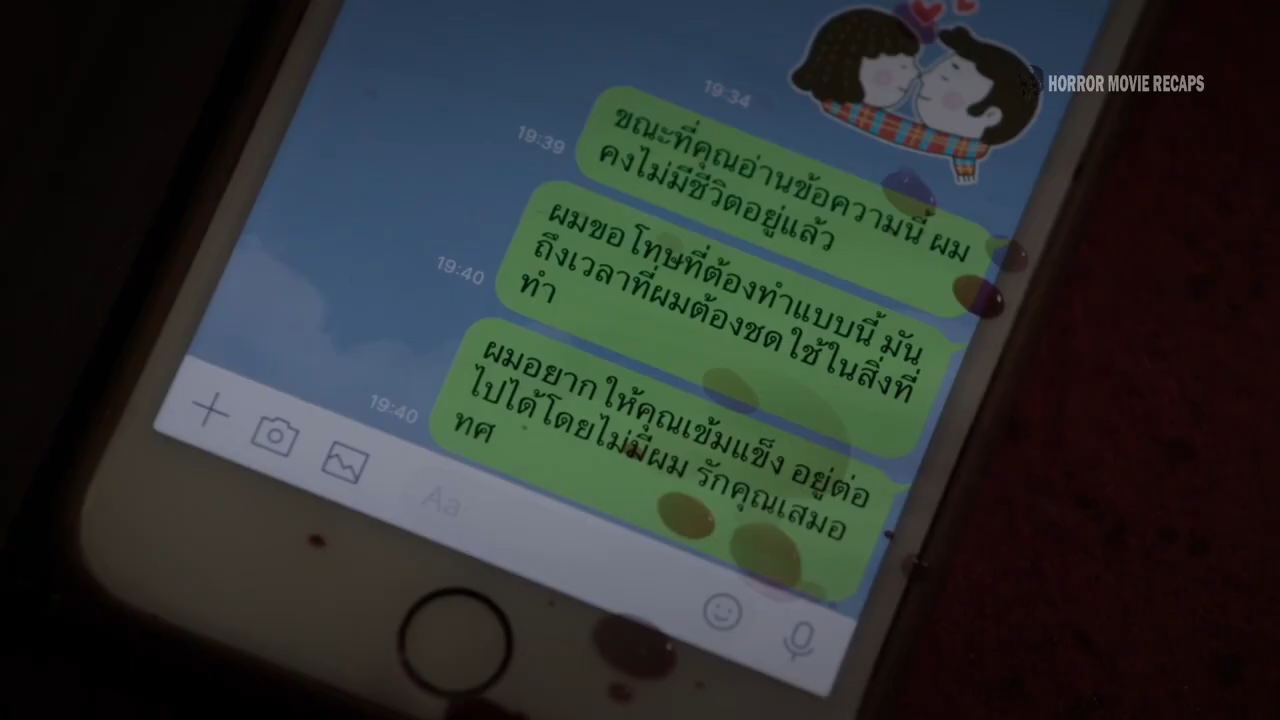 HORROR MOVIE RECAPS
19:34
19:39
ขณะที่คุณอ่านข้อความนี้ ผม
คงไม่มีชีวิตอยู่แล้ว
19:40
ผมขอโทษที่ต้องทำแบบนี้ มัน
ถึงเวลาที่ผมต้องชดใช้ในสิ่งที่
ทำ
19:40
ผมอยากให้คุณเข้มแข็ง อยู่ต่อ
ไปได้โดยไม่มีผม รักคุณเสมอ
ทศ
Aa